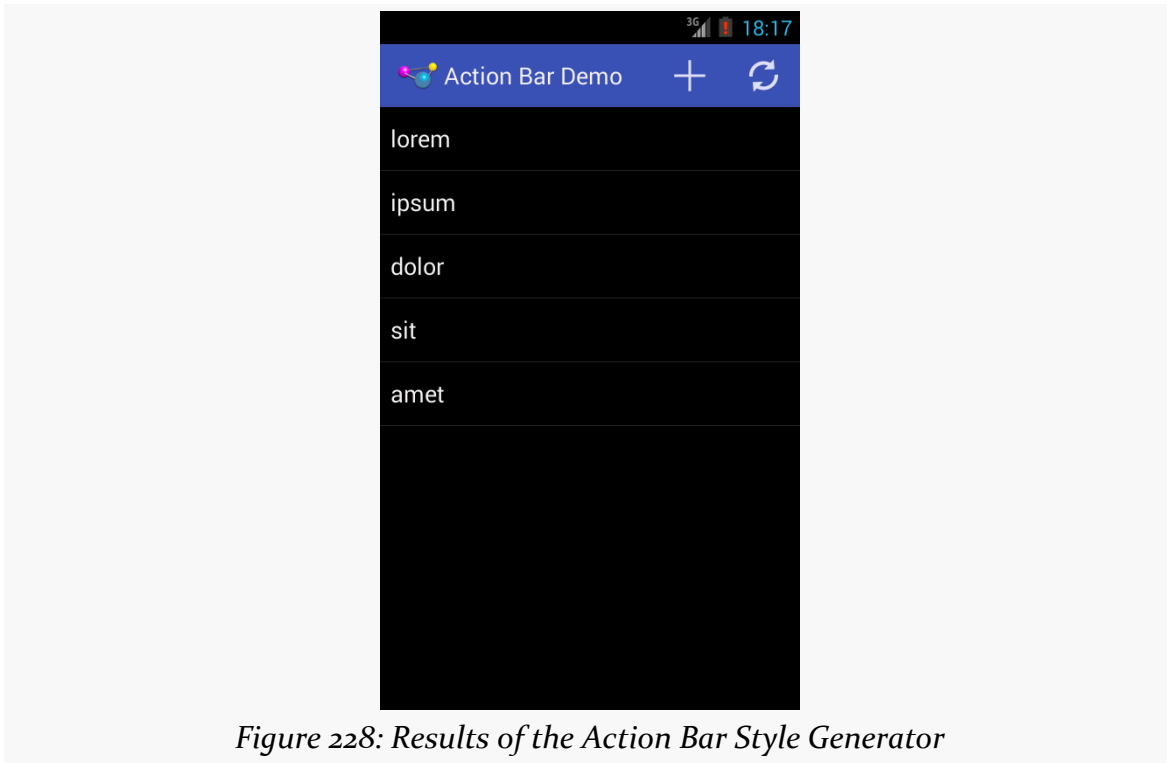 3G 18:17
Action Bar Demo
lorem
ipsum
dolor
sit
amet
Figure 228: Results of the Action Bar Style Generator